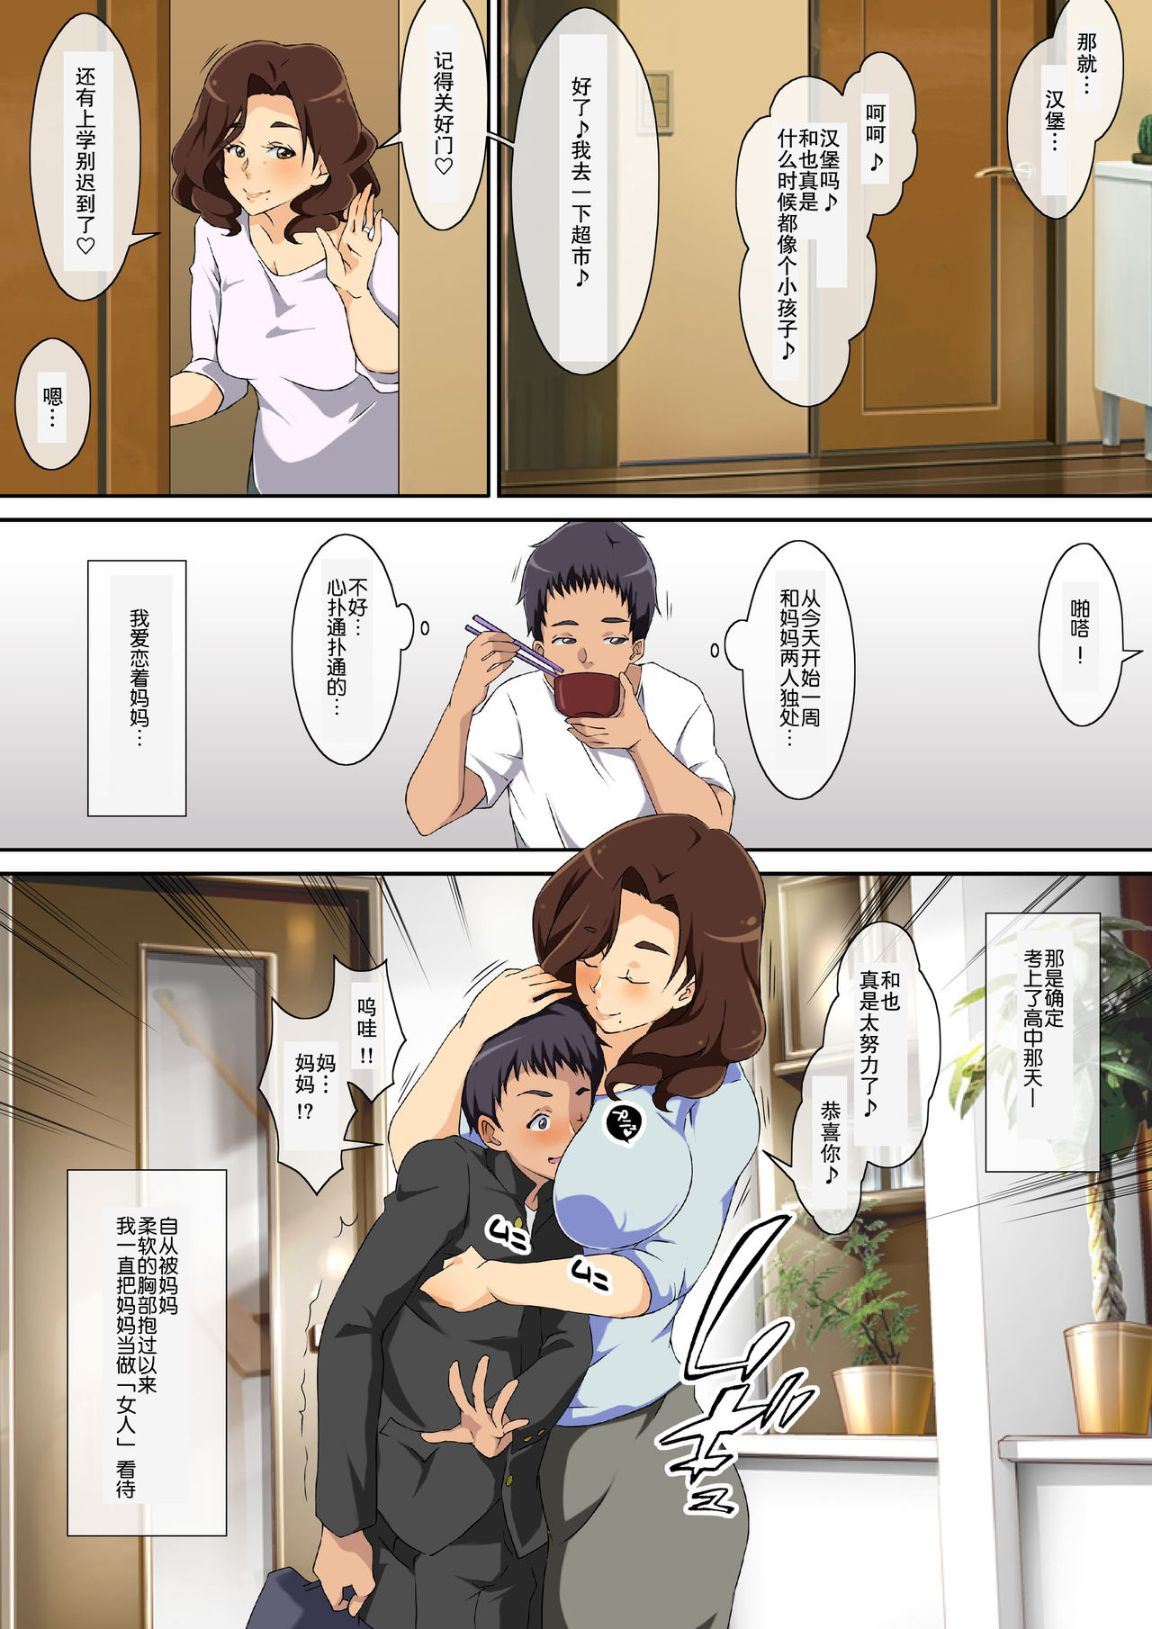 那就…
汉堡…
呵呵♪
汉堡吗♪
和也真是
什么时候都像个小孩子♪
好了♪我去一下超市♪
记得关好门♡
还有上学别迟到了♡
嗯…
啪嗒！
从今天开始一周
和妈妈两人独处…
不好…
心扑通扑通的…
我爱恋着妈妈…
那是确定
考上了高中那天—
和也
真是太努力了♪
恭喜你♪
呜哇!!
妈…
妈妈!?
ムニ
ムニ
自从被妈妈
柔软的胸部抱过以来
我一直把妈妈当做「女人」看待